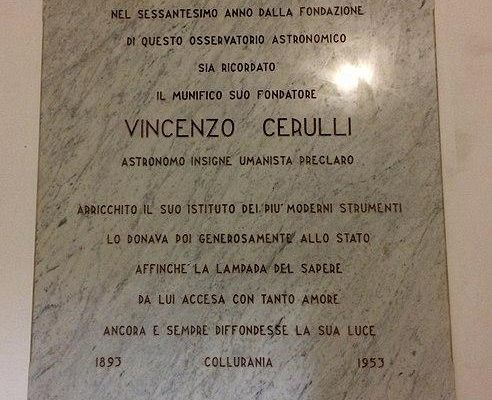 NEL SESSANTESIMO ANNO DALLA FONDAZIONE
DI QUESTO OSSERVATORIO ASTRONOMICO
SIA RICORDATO
IL MUNIFICO SUO FONDATORE
VINCENZO CERULLI
ASTRONOMO INSIGNE UMANISTA PRECLARO
ARRICCHITO IL SUO ISTITUTO DEI PIU' MODERNI STRUMENTI
LO DONAVA POI GENEROSAMENTE ALLO STATO
AFFINCHE' LA LAMPADA DEL SAPERE
DA LUI ACCESA CON TANTO AMORE
ANCORA E SEMPRE DIFFONDESSE LA SUA LUCE
1893 COLLURANIA 1953